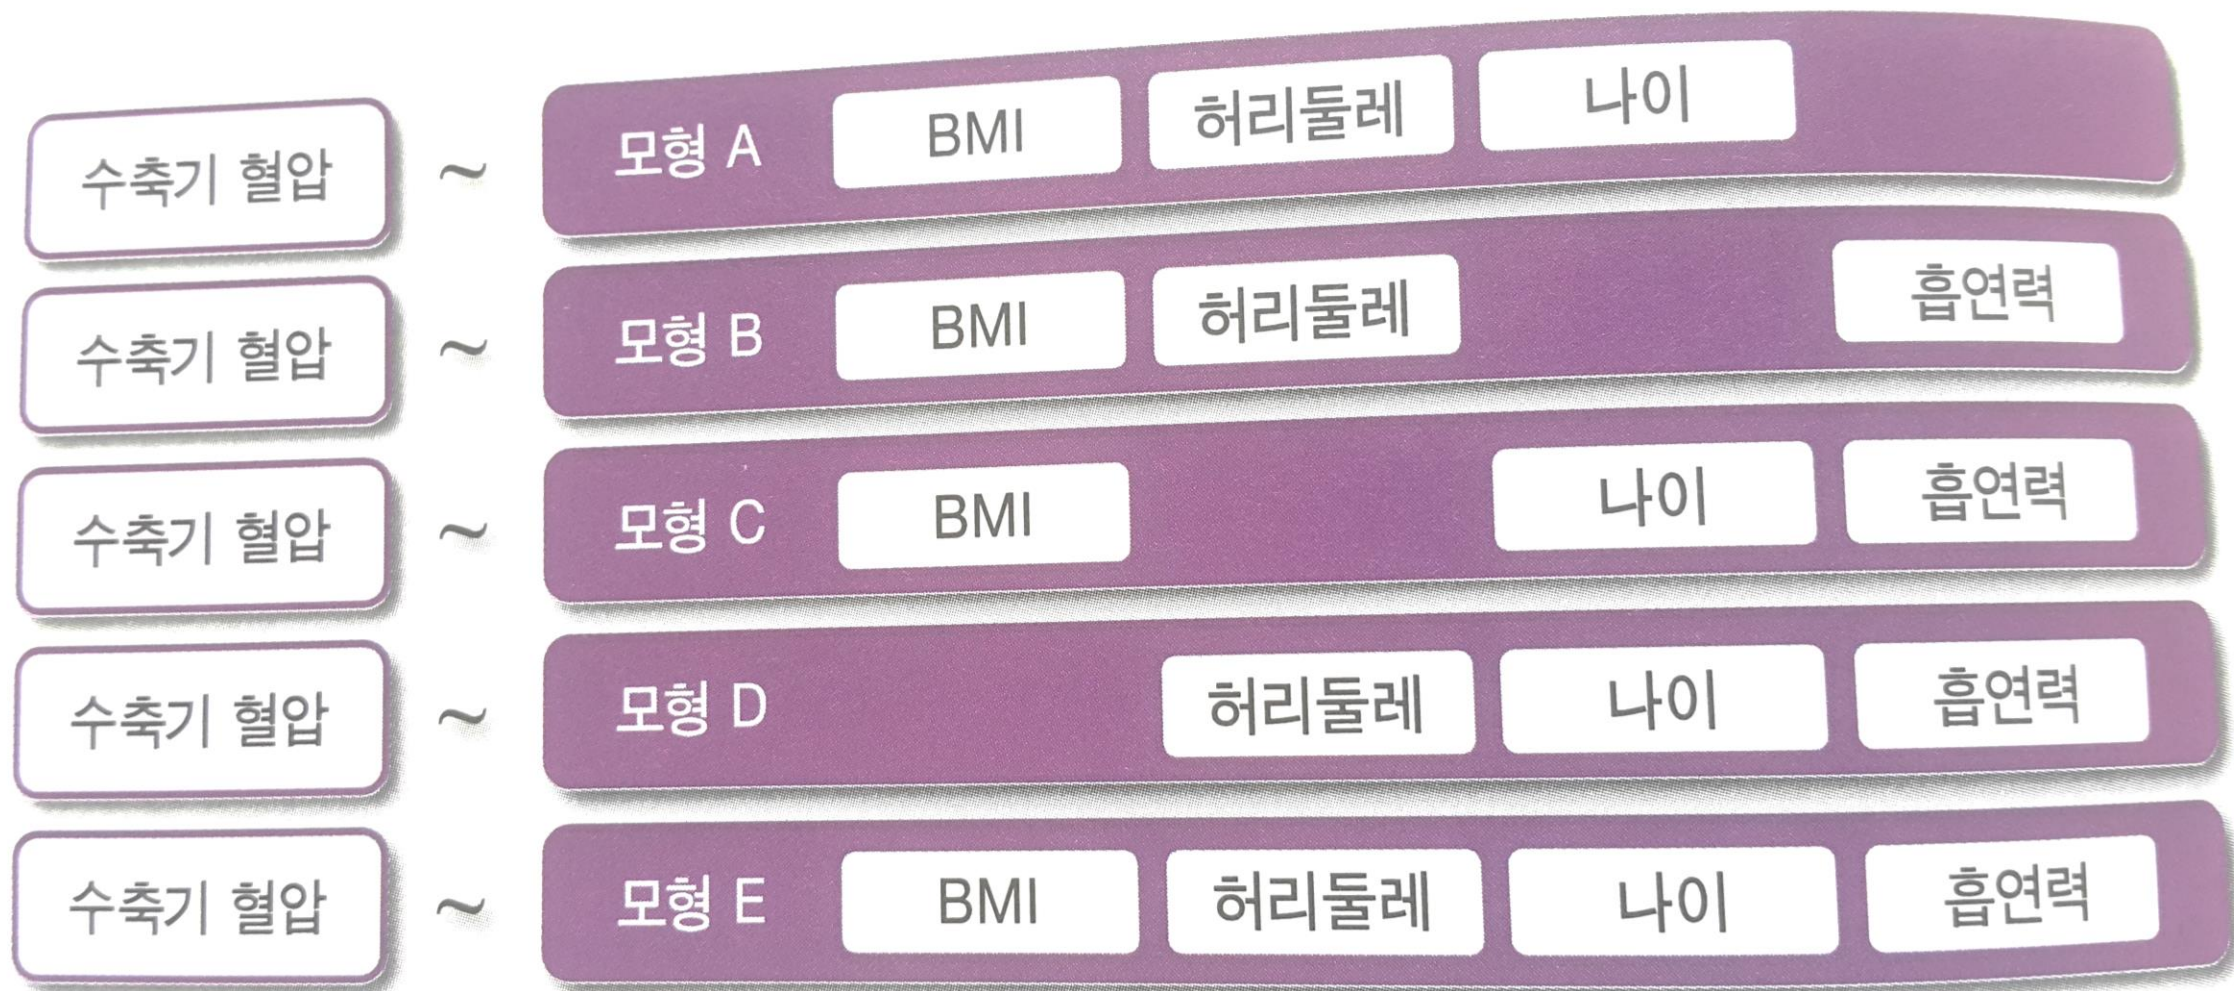 수축기 혈압 ~ 모형 A BMI 허리둘레 나이
수축기 혈압 ~ 모형 B BMI 허리둘레 흡연력
수축기 혈압 ~ 모형 C BMI 나이 흡연력
수축기 혈압 ~ 모형 D 허리둘레 나이 흡연력
수축기 혈압 ~ 모형 E BMI 허리둘레 나이 흡연력